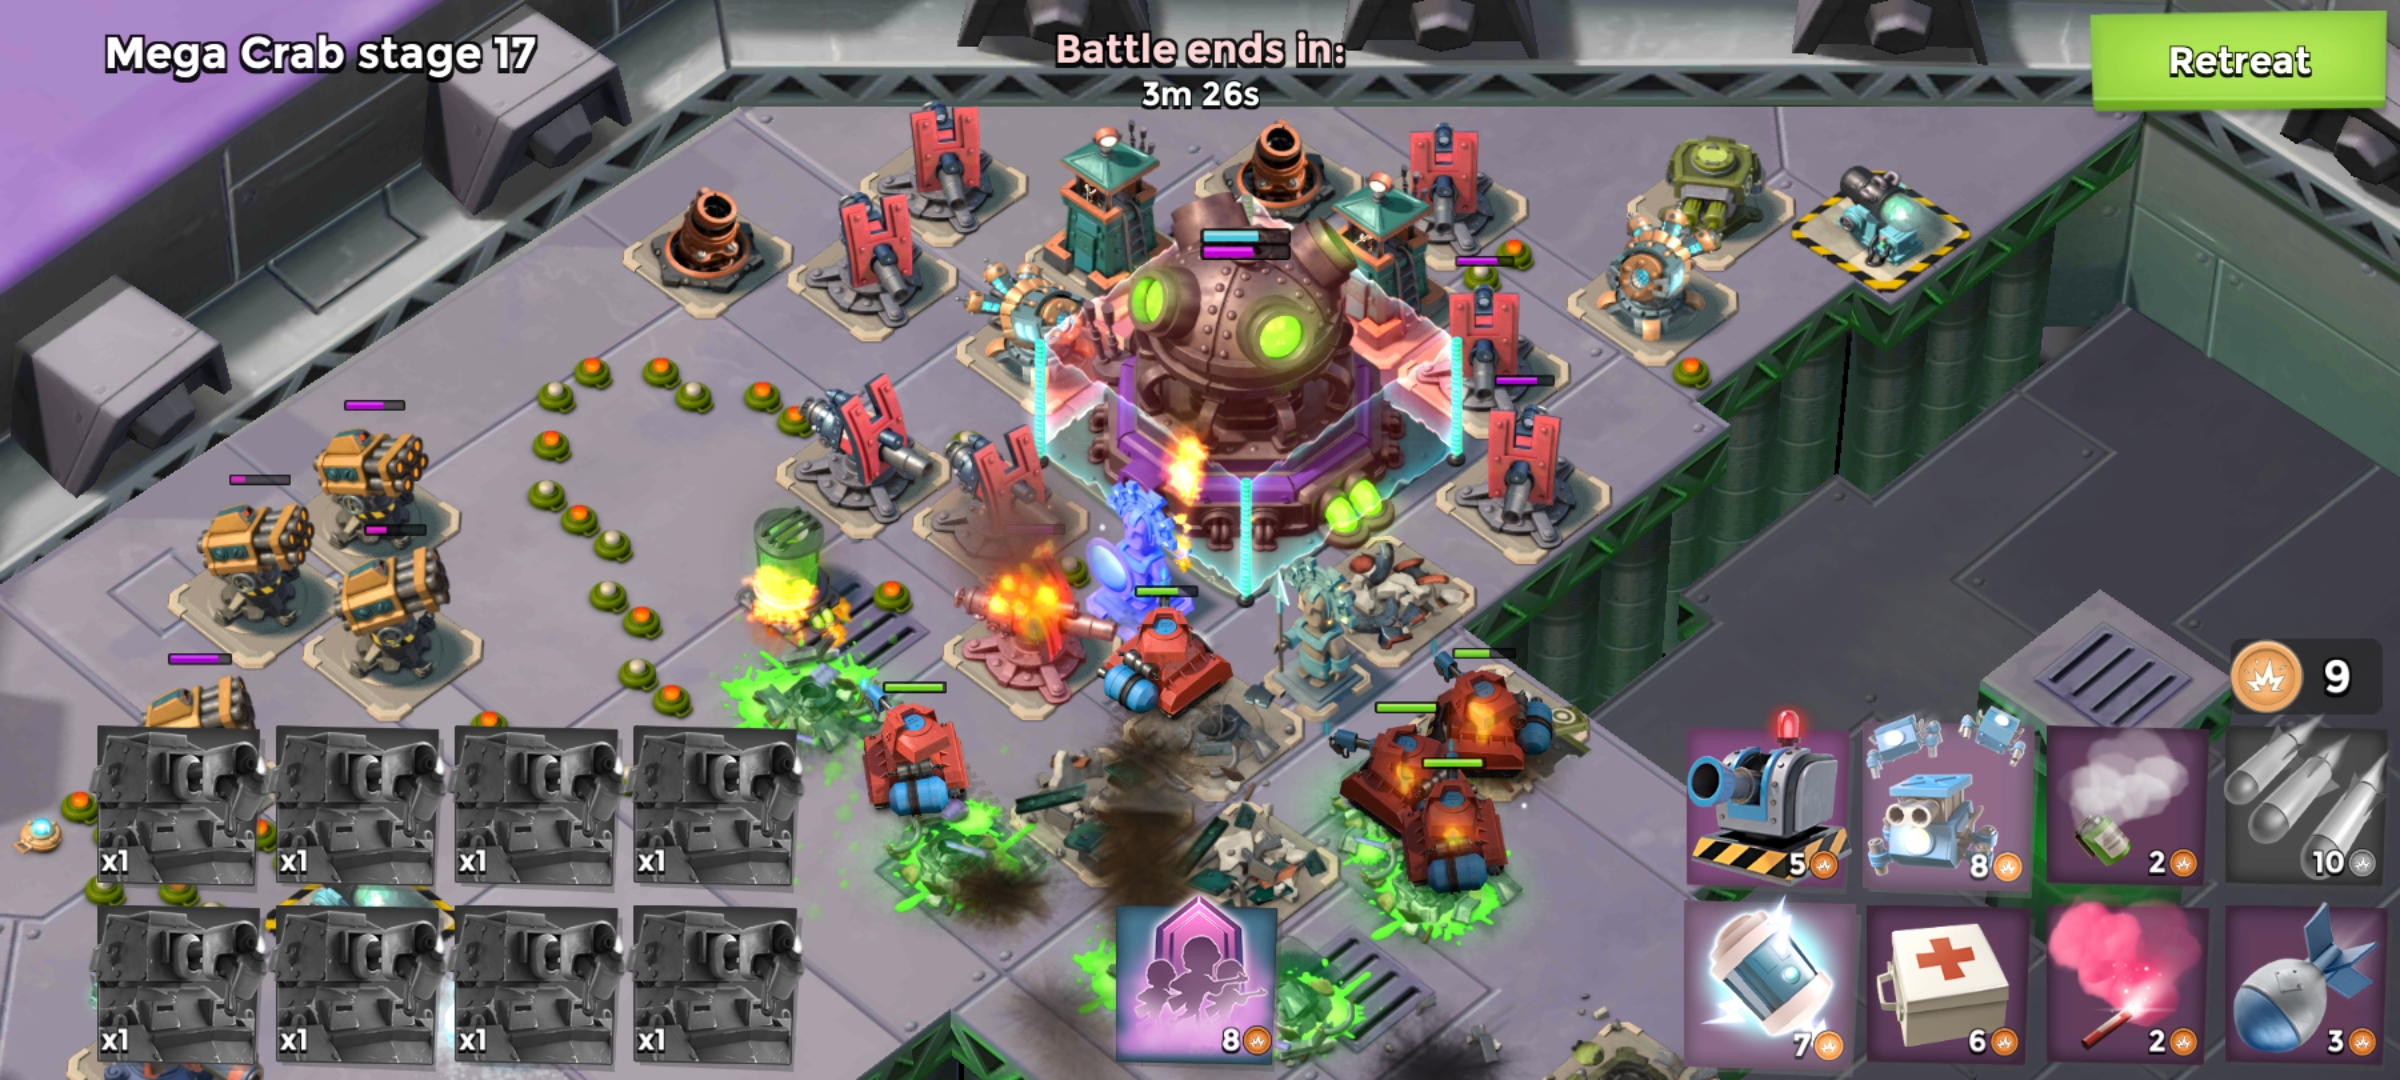 Mega Crab stage 17
Battle ends in:
3m 26s
Retreat
9
5
8
2
10
7
6
2
3
x1
x1
x1
x1
x1
x1
x1
x1
8